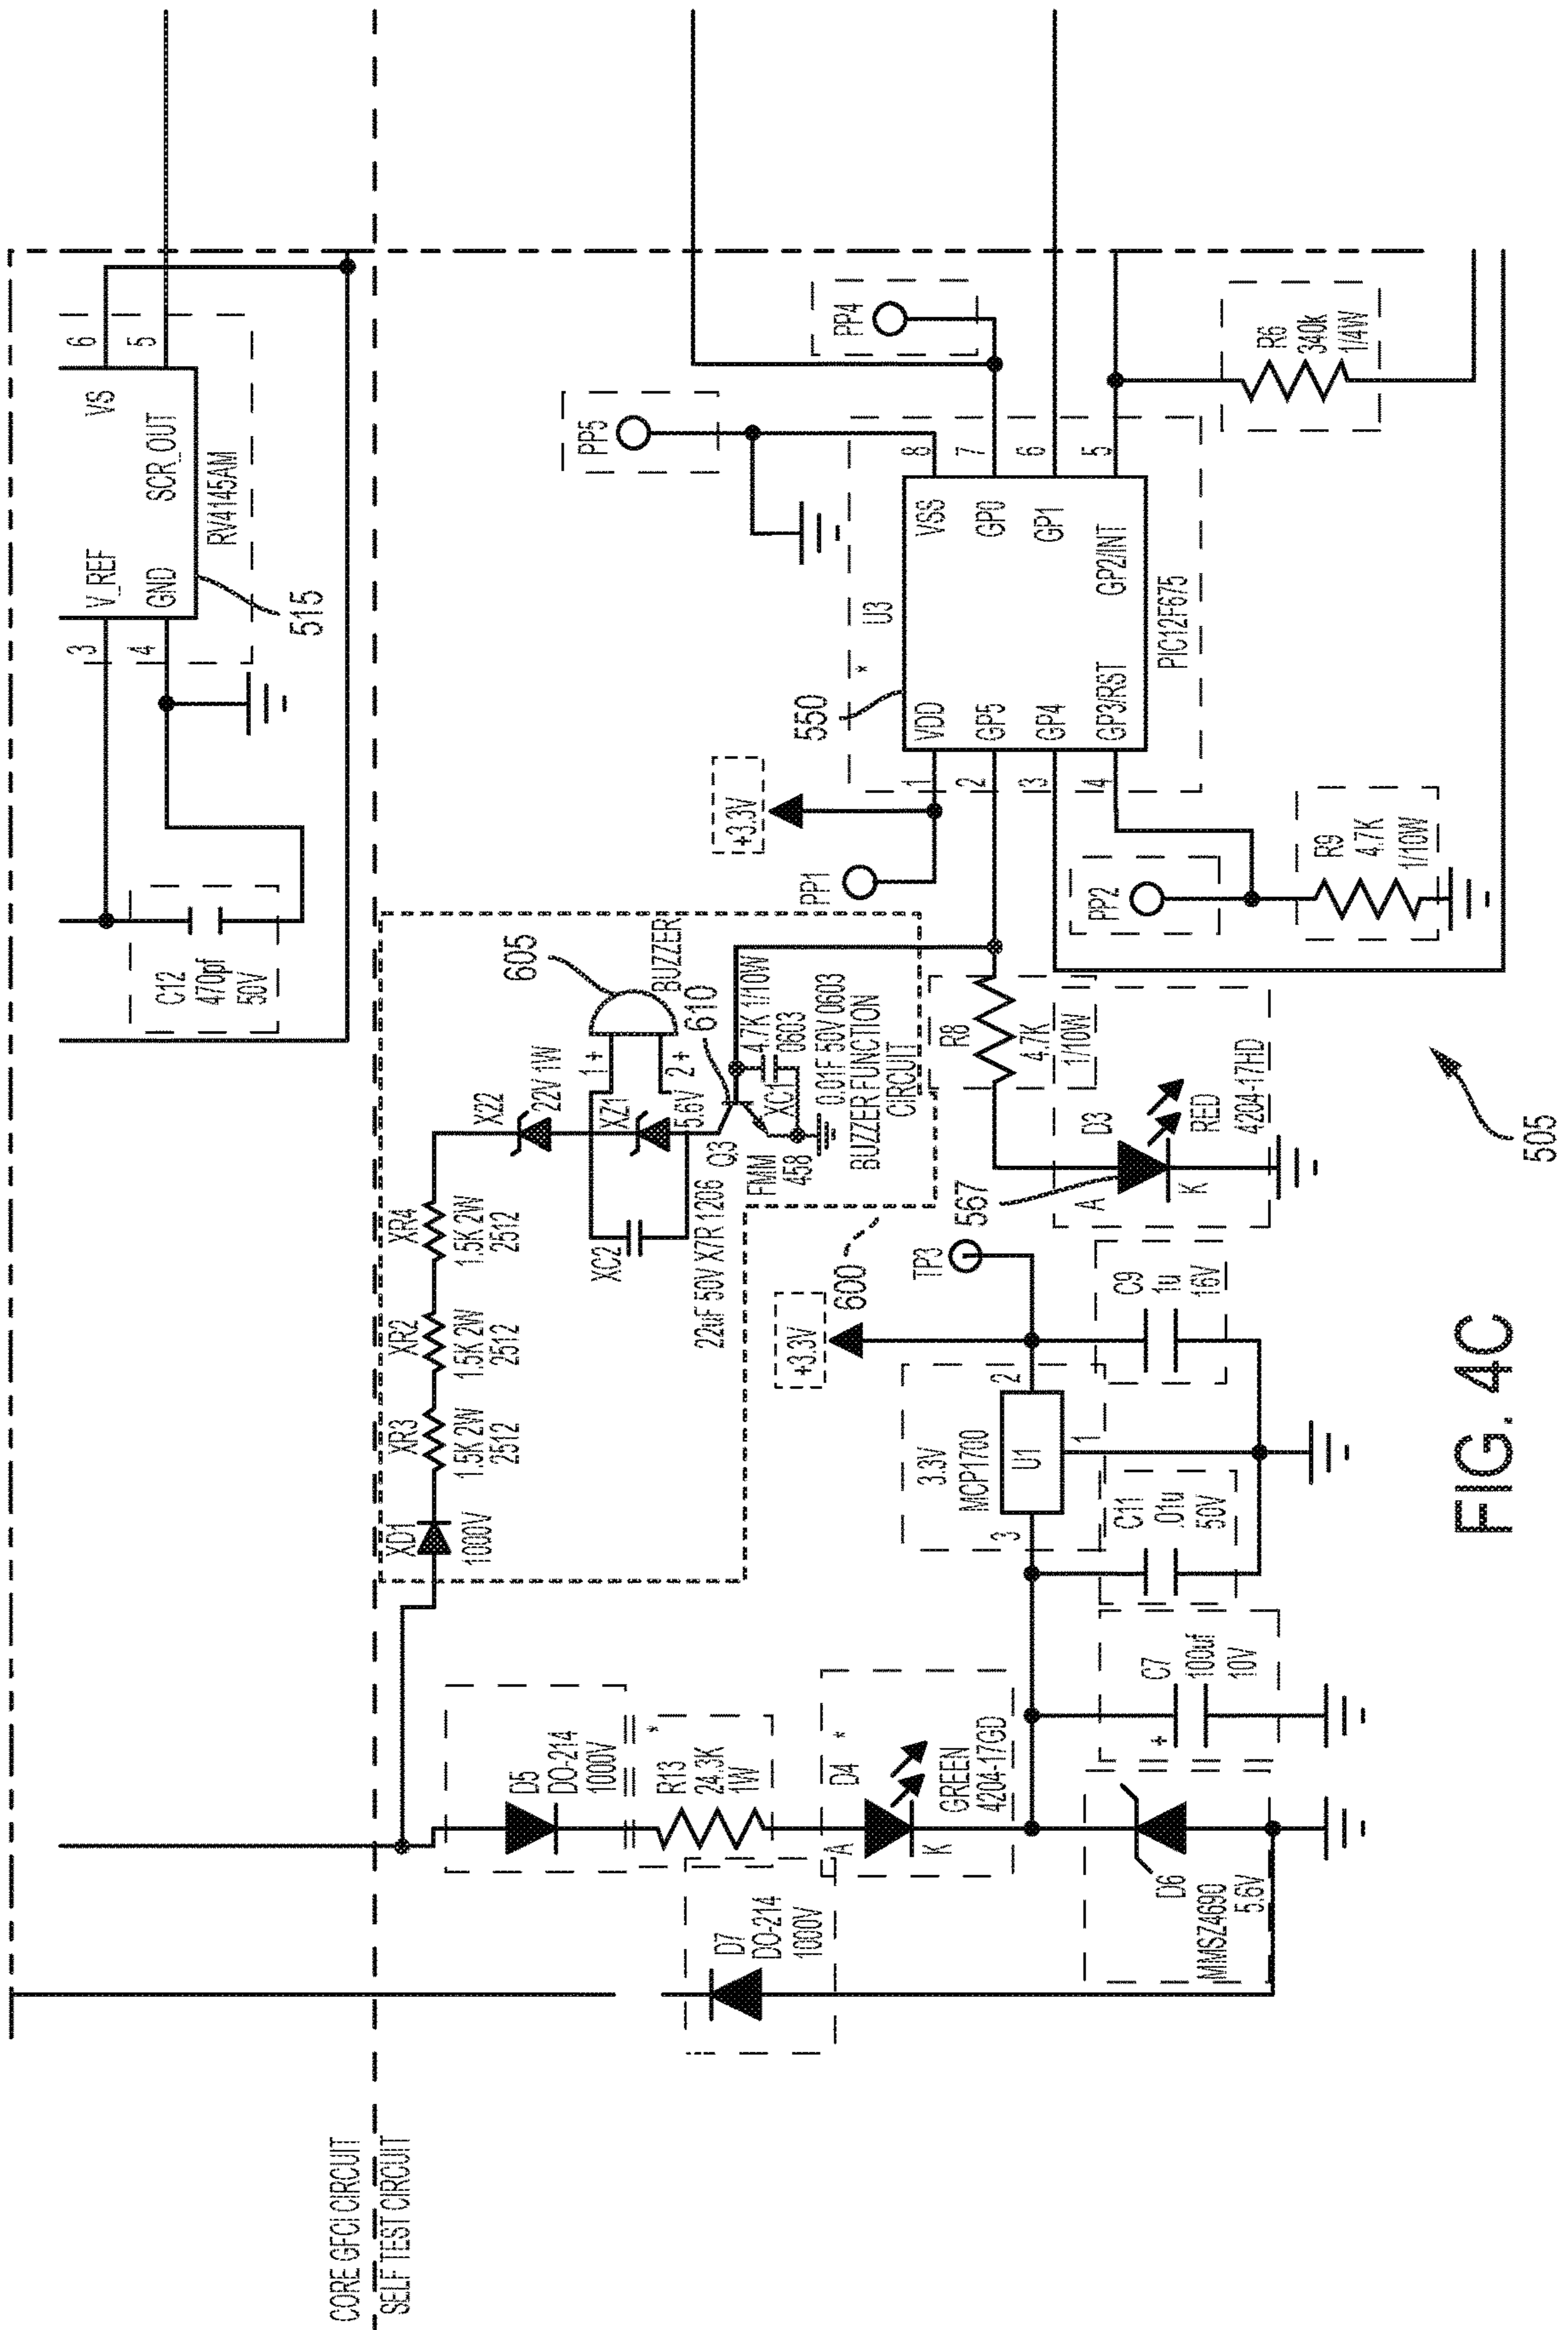 CORE GFCI CIRCUIT
SELF TEST CIRCUIT
C12
470pf
50V
3
4
V_REF
GND
VS
SCR_OUT
6
5
RV4145AM
515
XD1
1000V
XR3
1.5K 2W
2512
XR2
1.5K 2W
2512
XR4
1.5K 2W
2512
X22
22V 1W
XC2
22uF 50V X7R 1206
XZ1
5.6V
1 +
2 +
605
BUZZER
610
Q3
FMM
458
4.7K 1/10W
XC1
0603
0.01F 50V 0603
BUZZER FUNCTION
CIRCUIT
600
D5
DO-214
1000V
*
R13
24.3K
1W
D7
DO-214
1000V
D4
*
A
K
GREEN
4204-17GD
D6
MMSZ4690
5.6V
+
C7
100uf
10V
C11
.01u
50V
3.3V
MCP1700
U1
3
2
1
+3.3V
TP3
C9
1u
16V
567
A
K
D3
RED
4204-17HD
R8
4.7K
1/10W
PP1
+3.3V
PP2
R9
4.7K
1/10W
550
*
U3
1
2
3
4
VDD
GP5
GP4
GP3/RST
VSS
GP0
GP1
GP2/INT
8
7
6
5
PIC12F675
PP5
PP4
R6
340k
1/4W
505
FIG. 4C